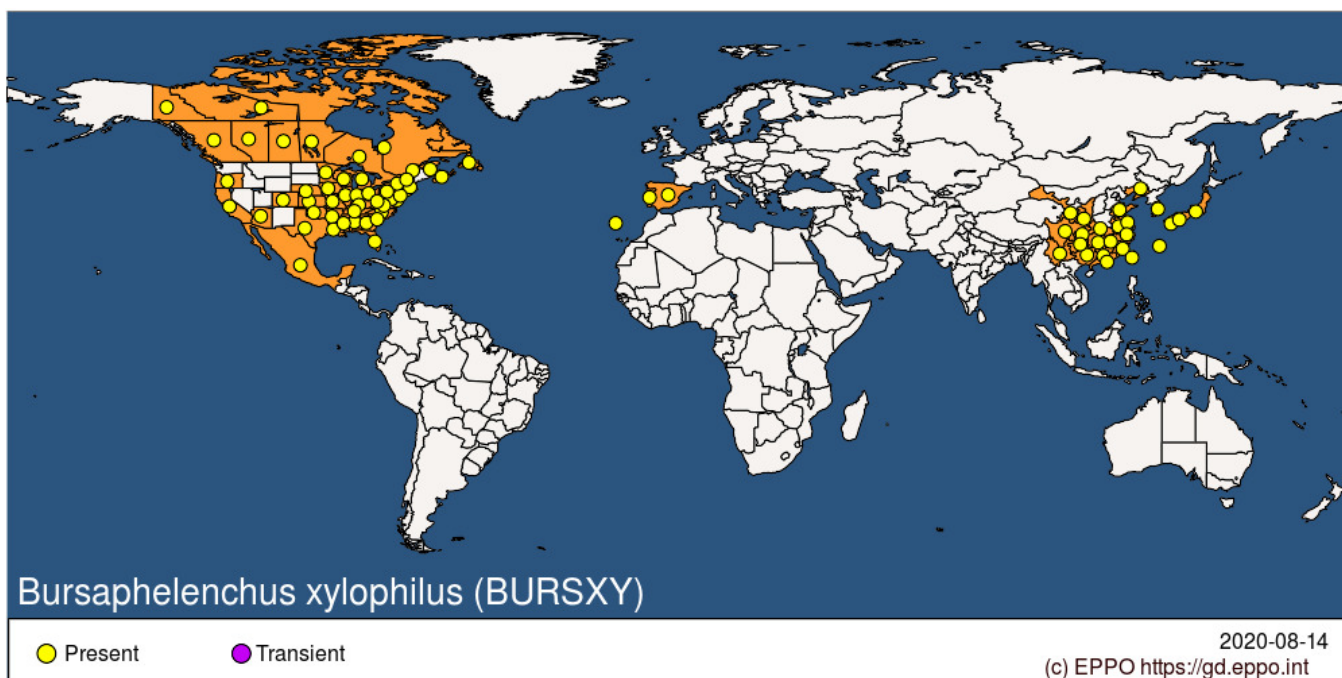 Bursaphelenchus xylophilus (BURSXY)
Present
Transient
2020-08-14
(c) EPPO https://gd.eppo.int